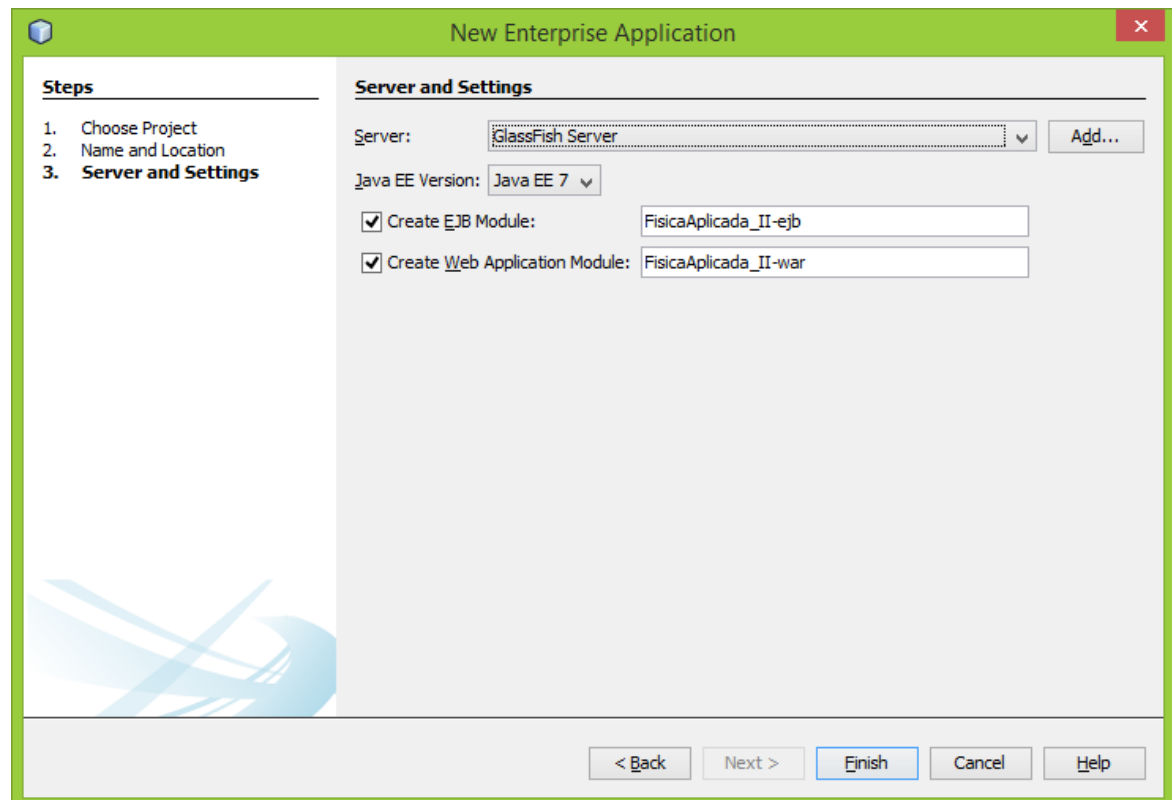 New Enterprise Application
Steps
1. Choose Project
2. Name and Location
3. Server and Settings
Server and Settings
Server: GlassFish Server Add...
Java EE Version: Java EE 7
Create EJB Module: FisicaAplicada_II-ejb
Create Web Application Module: FisicaAplicada_II-war
< Back Next > Finish Cancel Help